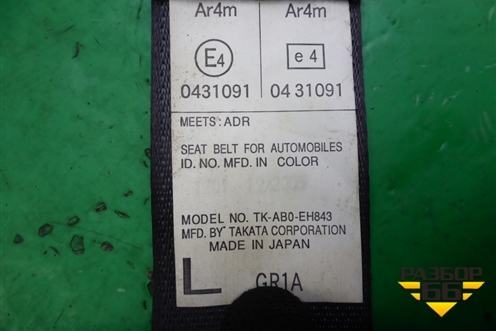 Ar4m Ar4m
E4 e4
0431091 04 31091
MEETS: ADR
SEAT BELT FOR AUTOMOBILES
ID. NO. MFD. IN COLOR
MODEL NO. TK-AB0-EH843
MFD. BY TAKATA CORPORATION
MADE IN JAPAN
L GR1A
РАЗБОР
66